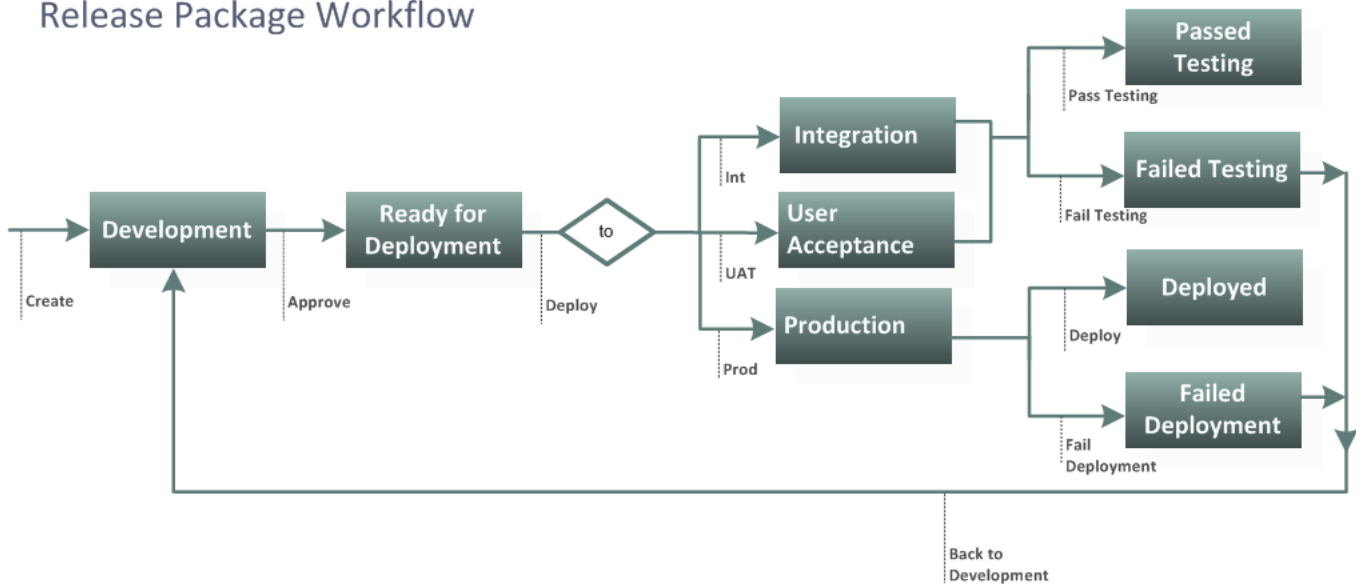 Release Package Workflow
Passed
Testing
Pass Testing
Integration
Int
Failed Testing
Fail Testing
Development
Ready for
Deployment
to
User
Acceptance
UAT
Create
Approve
Deploy
Deployed
Deploy
Production
Prod
Failed
Deployment
Fail
Deployment
Back to
Development